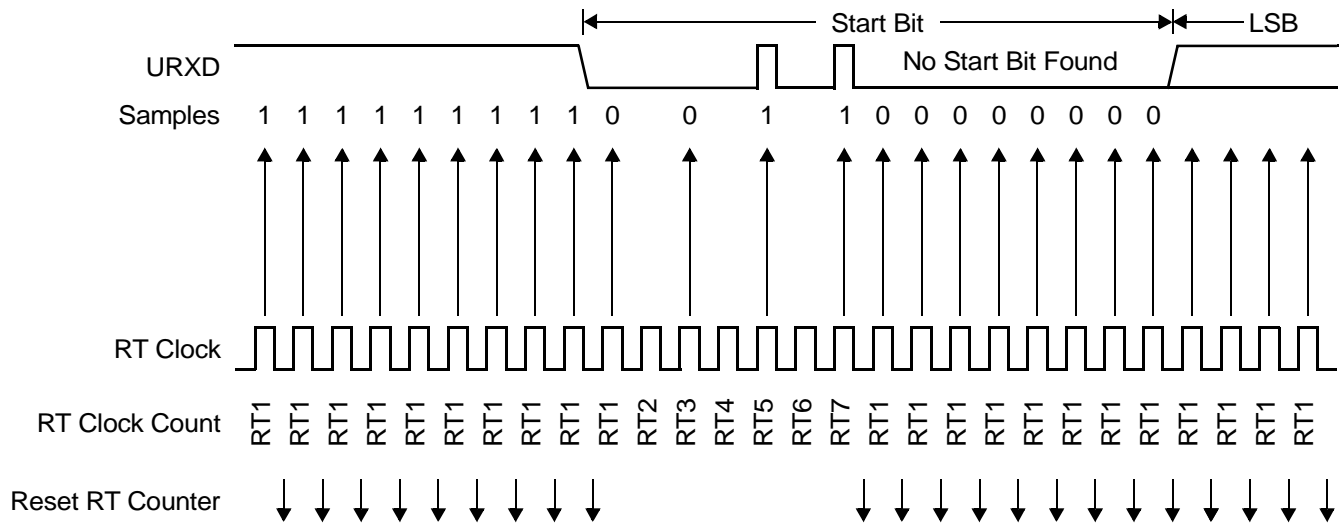 Start Bit LSB
URXD No Start Bit Found
Samples 1 1 1 1 1 1 1 1 1 0 0 1 1 0 0 0 0 0 0 0 0
RT Clock
RT Clock Count RT1 RT1 RT1 RT1 RT1 RT1 RT1 RT1 RT1 RT1 RT2 RT3 RT4 RT5 RT6 RT7 RT1 RT1 RT1 RT1 RT1 RT1 RT1 RT1 RT1 RT1 RT1 RT1
Reset RT Counter